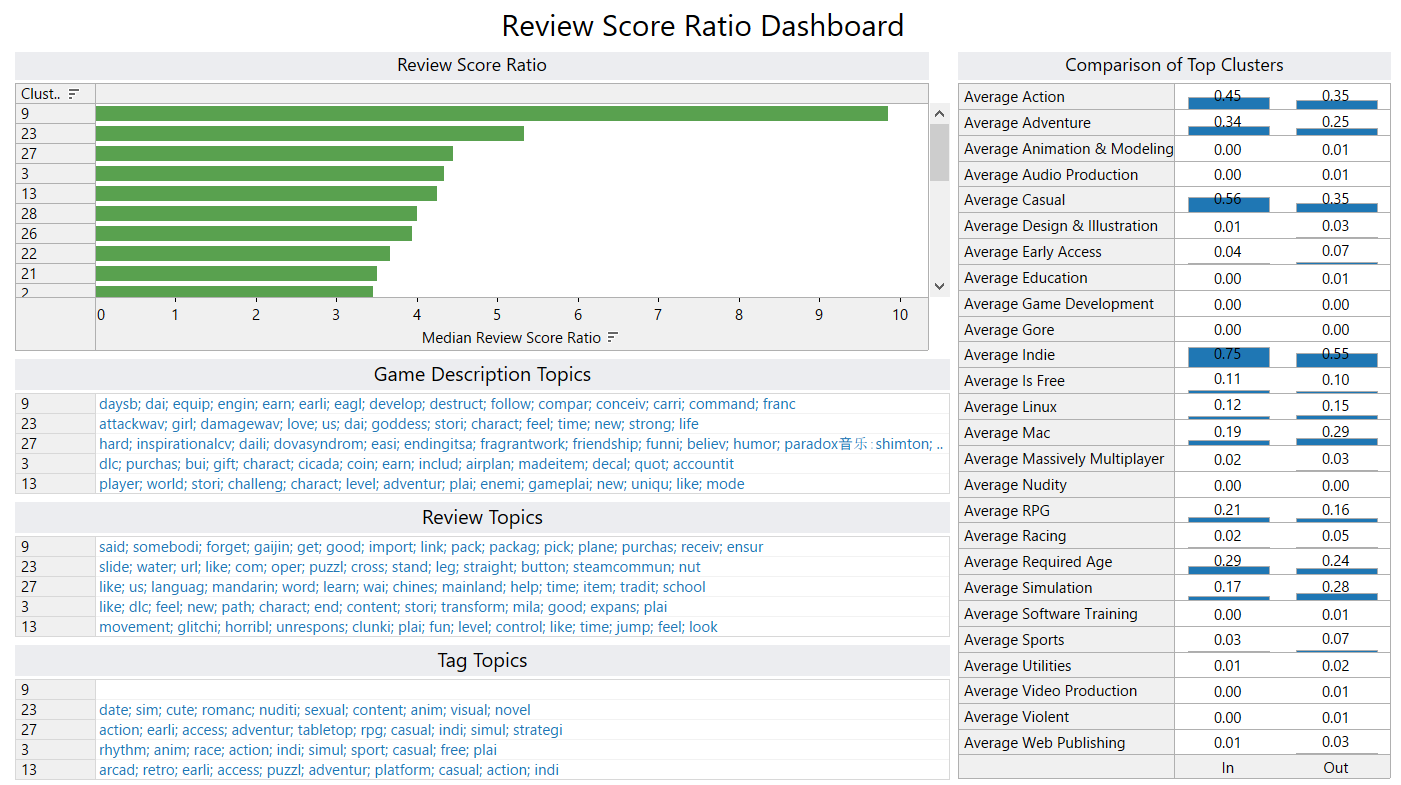 Review Score Ratio Dashboard
Review Score Ratio
Clust..
9
23
27
3
13
28
26
22
21
2
0 1 2 3 4 5 6 7 8 9 10
Median Review Score Ratio
Game Description Topics
9 daysb; dai; equip; engin; earn; earli; eagl; develop; destruct; follow; compar; conceiv; carri; command; franc
23 attackwav; girl; damagewav; love; us; dai; goddess; stori; charact; feel; time; new; strong; life
27 hard; inspirationalcv; daili; dovasyndrom; easi; endingitsa; fragrantwork; friendship; funni; believ; humor; paradox音乐:shimton; ..
3 dlc; purchas; bui; gift; charact; cicada; coin; earn; includ; airplan; madeitem; decal; quot; accountit
13 player; world; stori; challeng; charact; level; adventur; plai; enemi; gameplai; new; uniqu; like; mode
Review Topics
9 said; somebodi; forget; gaijin; get; good; import; link; pack; packag; pick; plane; purchas; receiv; ensur
23 slide; water; url; like; com; oper; puzzl; cross; stand; leg; straight; button; steamcommun; nut
27 like; us; languag; mandarin; word; learn; wai; chines; mainland; help; time; item; tradit; school
3 like; dlc; feel; new; path; charact; end; content; stori; transform; mila; good; expans; plai
13 movement; glitchi; horribl; unrespons; clunki; plai; fun; level; control; like; time; jump; feel; look
Tag Topics
9
23 date; sim; cute; romanc; nuditi; sexual; content; anim; visual; novel
27 action; earli; access; adventur; tabletop; rpg; casual; indi; simul; strategi
3 rhythm; anim; race; action; indi; simul; sport; casual; free; plai
13 arcad; retro; earli; access; puzzl; adventur; platform; casual; action; indi
Comparison of Top Clusters
Average Action 0.45 0.35
Average Adventure 0.34 0.25
Average Animation & Modeling 0.00 0.01
Average Audio Production 0.00 0.01
Average Casual 0.56 0.35
Average Design & Illustration 0.01 0.03
Average Early Access 0.04 0.07
Average Education 0.00 0.01
Average Game Development 0.00 0.00
Average Gore 0.00 0.00
Average Indie 0.75 0.55
Average Is Free 0.11 0.10
Average Linux 0.12 0.15
Average Mac 0.19 0.29
Average Massively Multiplayer 0.02 0.03
Average Nudity 0.00 0.00
Average RPG 0.21 0.16
Average Racing 0.02 0.05
Average Required Age 0.29 0.24
Average Simulation 0.17 0.28
Average Software Training 0.00 0.01
Average Sports 0.03 0.07
Average Utilities 0.01 0.02
Average Video Production 0.00 0.01
Average Violent 0.00 0.01
Average Web Publishing 0.01 0.03
In Out